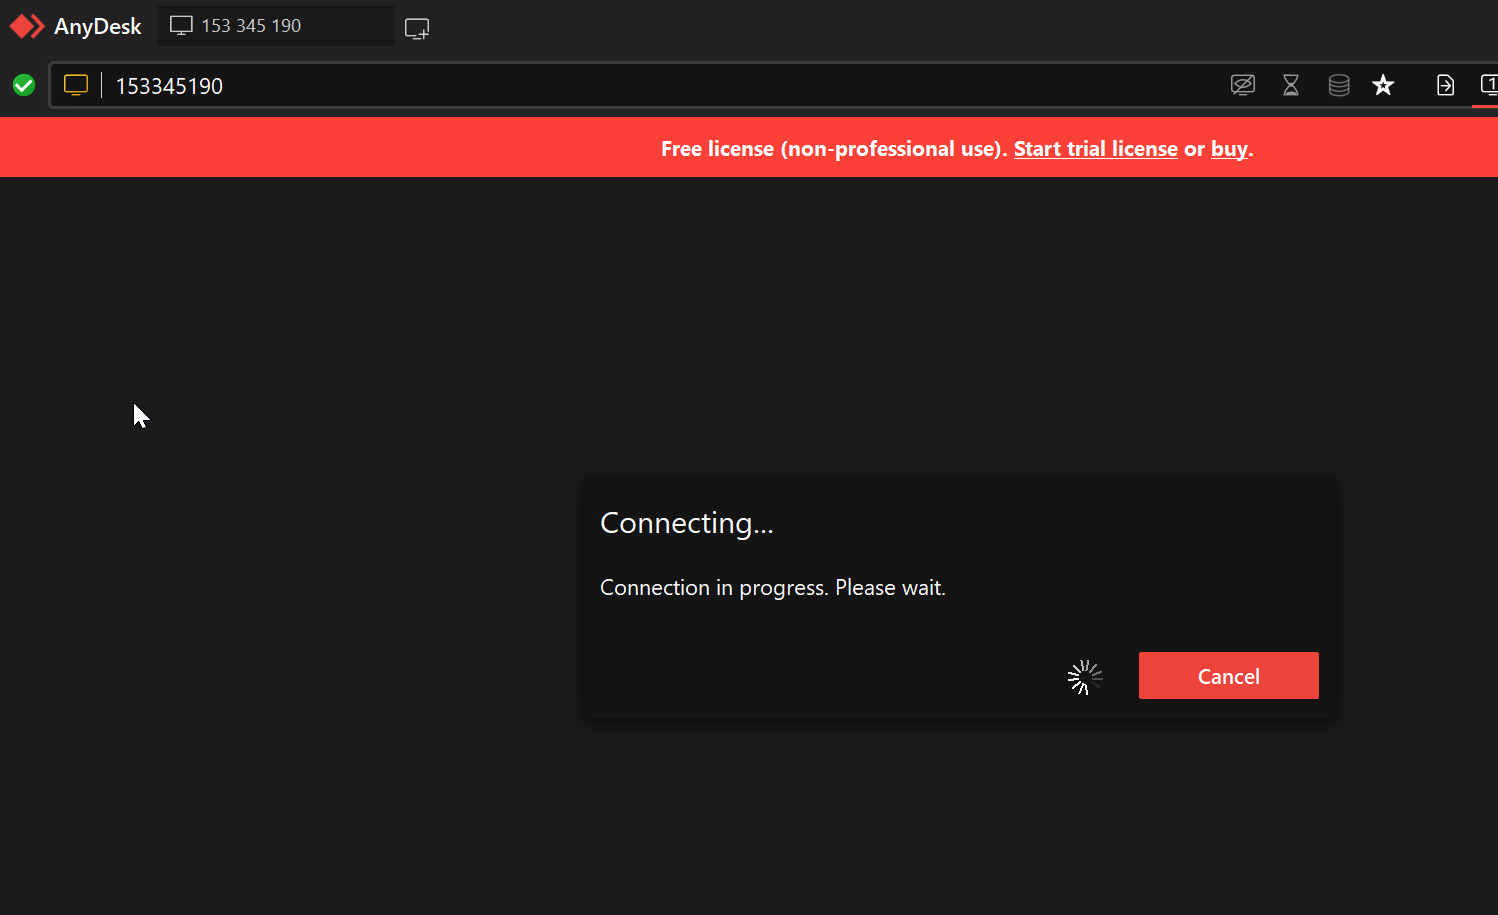 AnyDesk
153 345 190
153345190
1
Free license (non-professional use). Start trial license or buy.
Connecting...
Connection in progress. Please wait.
Cancel